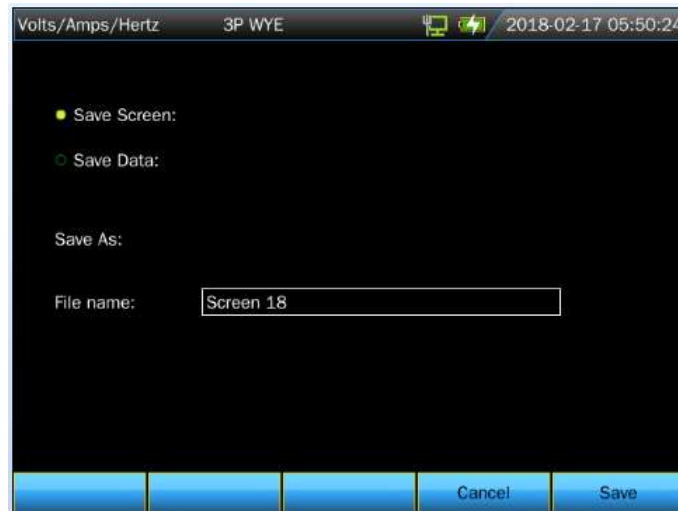 Volts/Amps/Hertz 3P WYE 2018-02-17 05:50:24
Save Screen:
Save Data:
Save As:
File name: Screen 18
Cancel Save